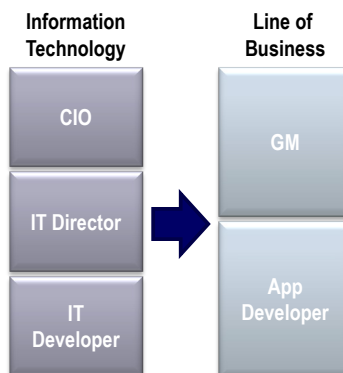 Information
Technology
CIO
IT Director
IT
Developer
Line of
Business
GM
App
Developer